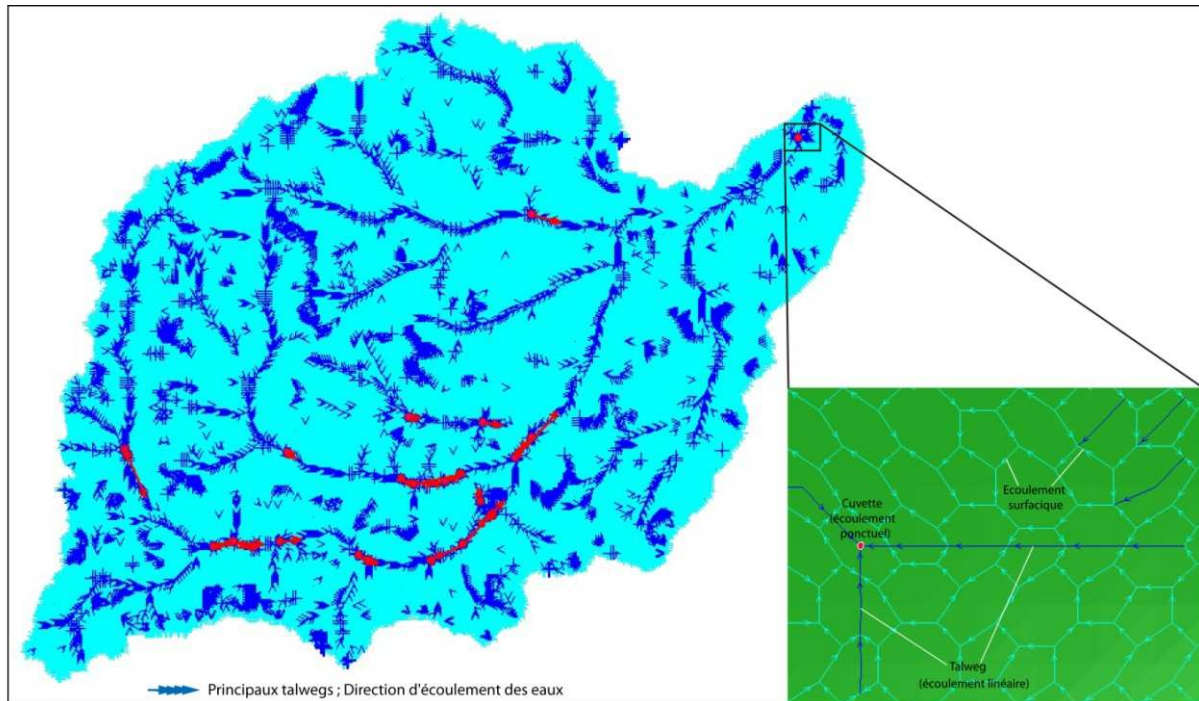 Ecoulement
surfacique
Cuvette
(écoulement
ponctuel)
Talweg
(écoulement linéaire)
Principaux talwegs ; Direction d'écoulement des eaux